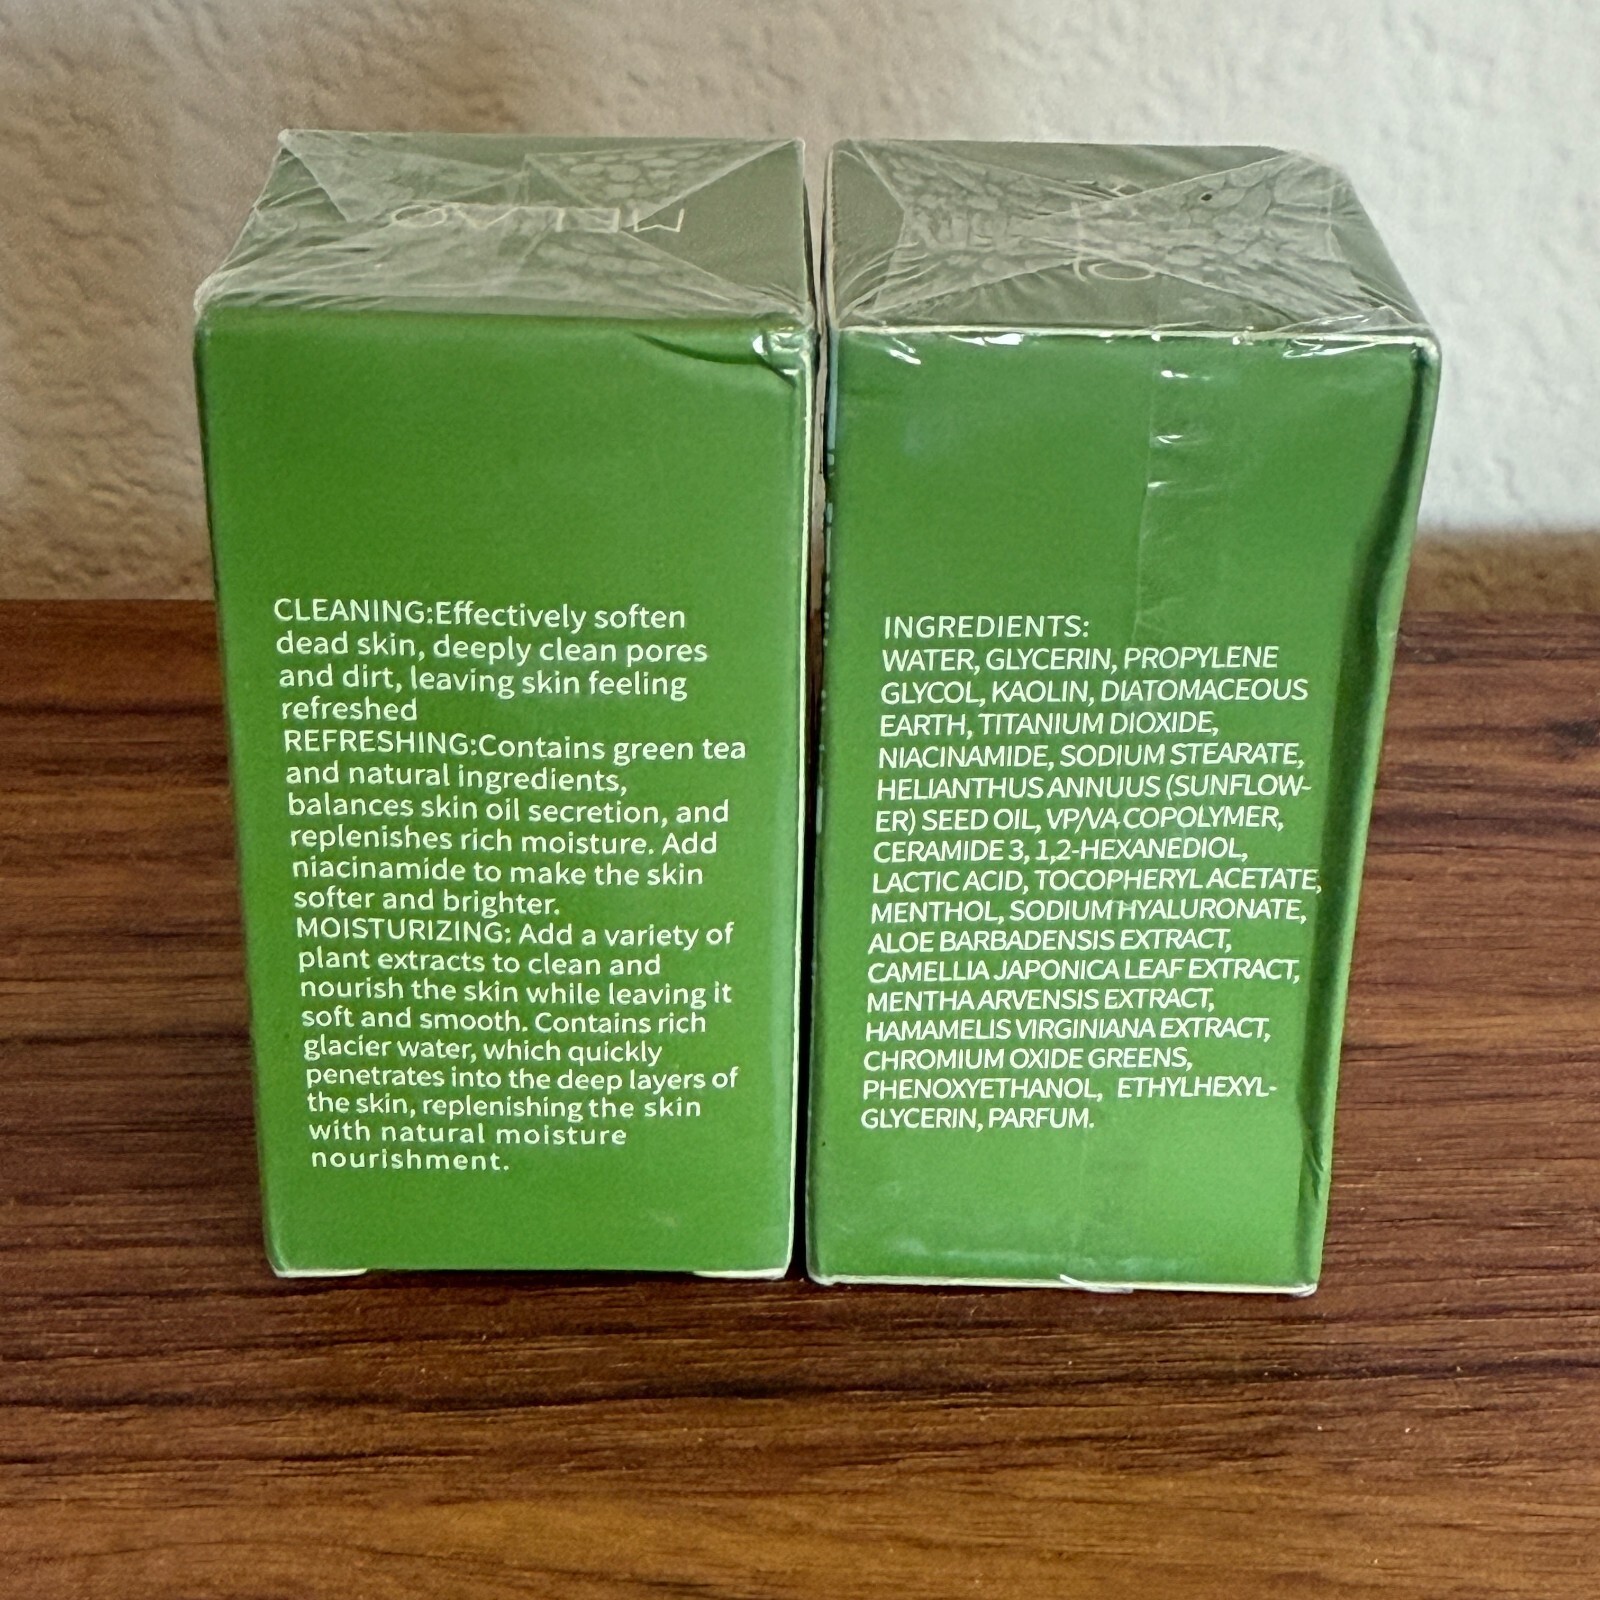 MELAO
CLEANING:Effectively soften
dead skin, deeply clean pores
and dirt, leaving skin feeling
refreshed
REFRESHING:Contains green tea
and natural ingredients,
balances skin oil secretion, and
replenishes rich moisture. Add
niacinamide to make the skin
softer and brighter.
MOISTURIZING: Add a variety of
plant extracts to clean and
nourish the skin while leaving it
soft and smooth. Contains rich
glacier water, which quickly
penetrates into the deep layers of
the skin, replenishing the skin
with natural moisture
nourishment.
INGREDIENTS:
WATER, GLYCERIN, PROPYLENE
GLYCOL, KAOLIN, DIATOMACEOUS
EARTH, TITANIUM DIOXIDE,
NIACINAMIDE, SODIUM STEARATE,
HELIANTHUS ANNUUS (SUNFLOW-
ER) SEED OIL, VP/VA COPOLYMER,
CERAMIDE 3, 1,2-HEXANEDIOL,
LACTIC ACID, TOCOPHERYL ACETATE,
MENTHOL, SODIUM HYALURONATE,
ALOE BARBADENSIS EXTRACT,
CAMELLIA JAPONICA LEAF EXTRACT,
MENTHA ARVENSIS EXTRACT,
HAMAMELIS VIRGINIANA EXTRACT,
CHROMIUM OXIDE GREENS,
PHENOXYETHANOL, ETHYLHEXYL-
GLYCERIN, PARFUM.